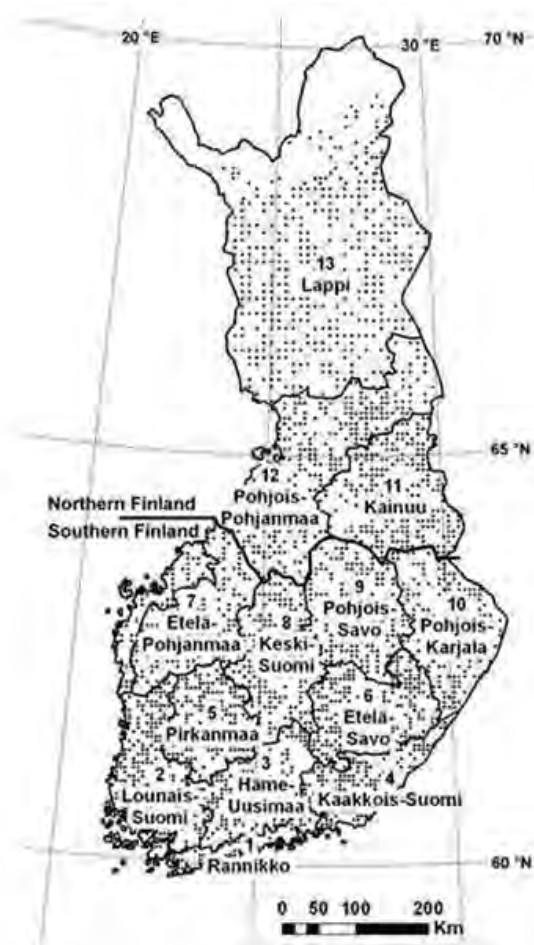 20 °E
30 °E
70 °N
13
Lappi
65 °N
12
Pohjois-
Pohjanmaa
11
Kainuu
Northern Finland
Southern Finland
9
Pohjois-
Savo
10
Pohjois-
Karjala
7
Etelä-
Pohjanmaa
8
Keski-
Suomi
6
Etelä-
Savo
5
Pirkanmaa
3
Hame-
Uusimaa
4
Kaakkois-Suomi
2
Lounais-
Suomi
1
Rannikko
60 °N
0 50 100 200
Km